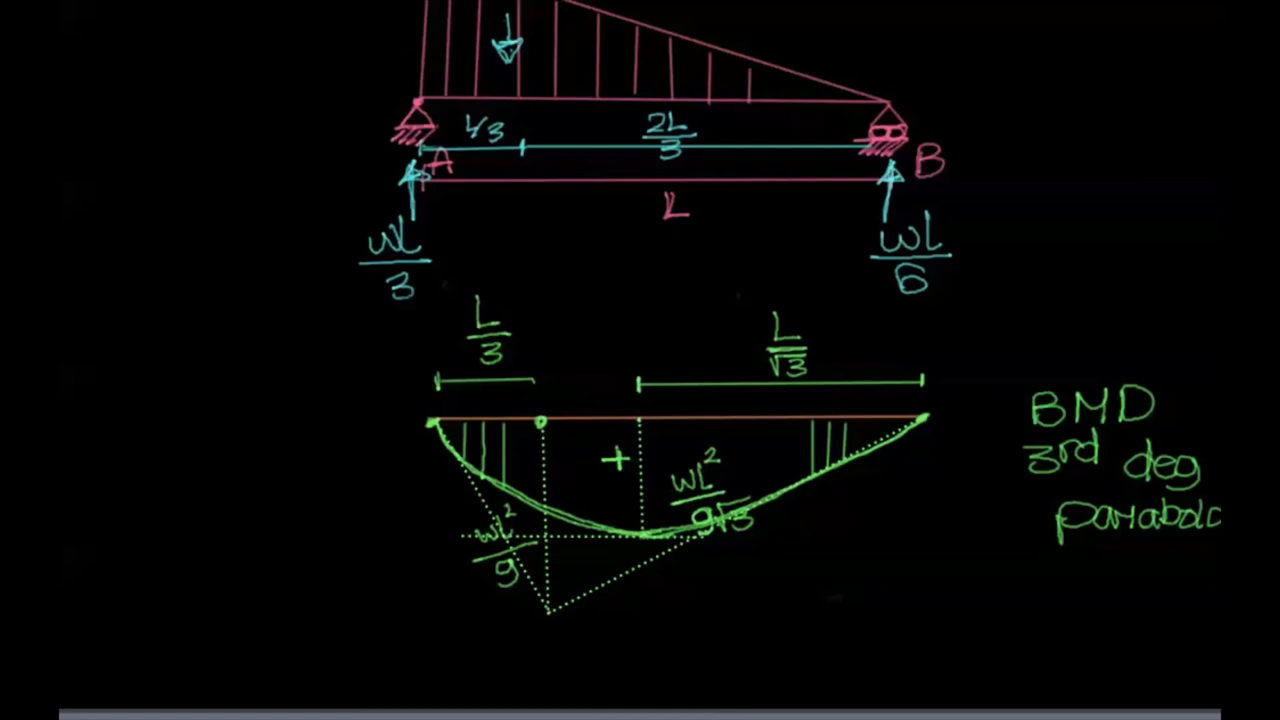 L/3
2L/3
A
B
L
wL/3
wL/6
L/3
L/√3
BMD
3rd deg
parabola
+
wL²/9√3
wL²/9